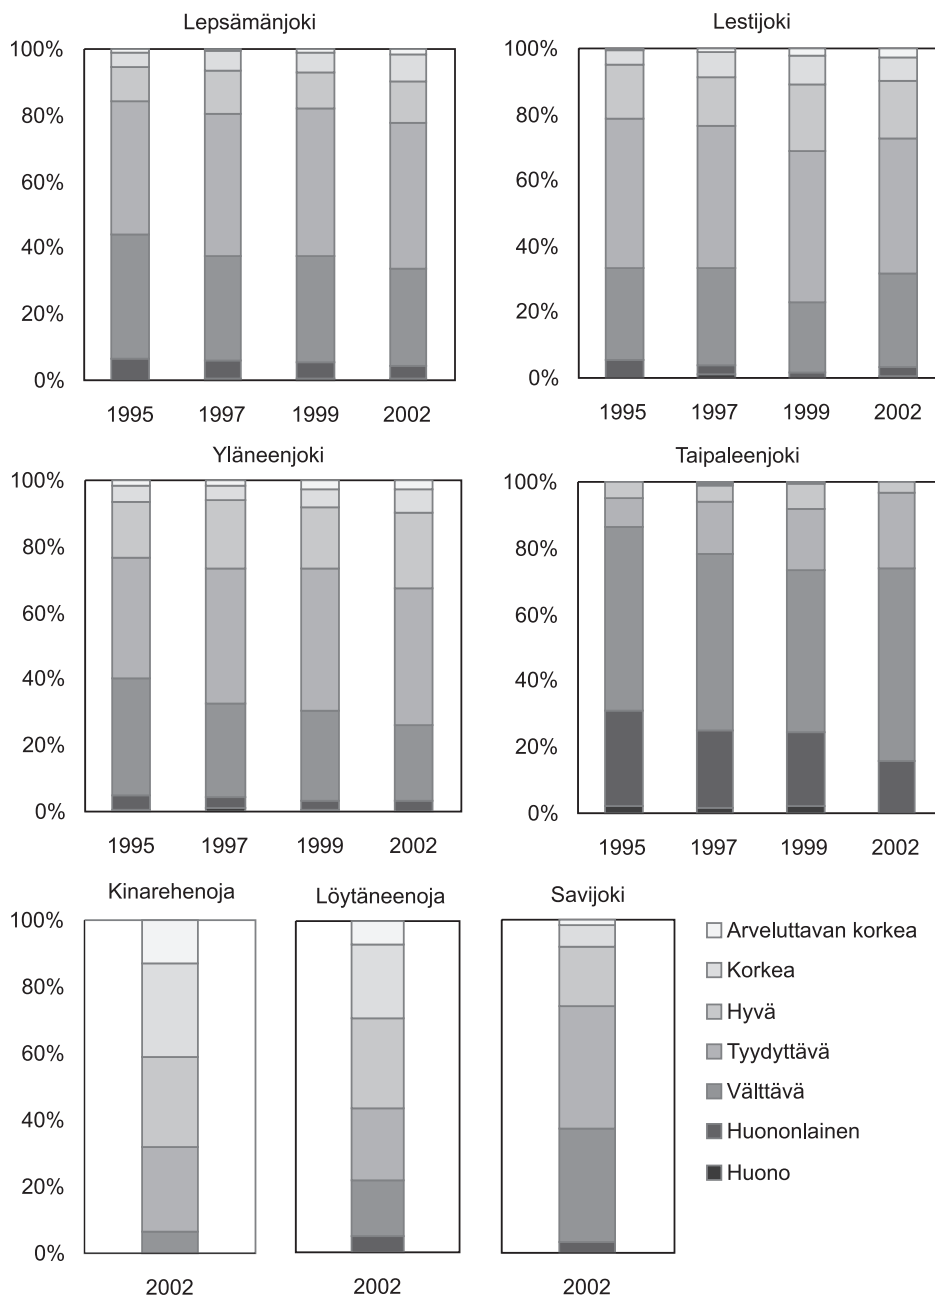 Lepsämänjoki
100%
80%
60%
40%
20%
0%
1995 1997 1999 2002
Lestijoki
100%
80%
60%
40%
20%
0%
1995 1997 1999 2002
Yläneenjoki
100%
80%
60%
40%
20%
0%
1995 1997 1999 2002
Taipaleenjoki
100%
80%
60%
40%
20%
0%
1995 1997 1999 2002
Kinarehenoja
100%
80%
60%
40%
20%
0%
2002
Löytäneenoja
2002
Savijoki
2002
Arveluttavan korkea
Korkea
Hyvä
Tyydyttävä
Välttävä
Huononlainen
Huono